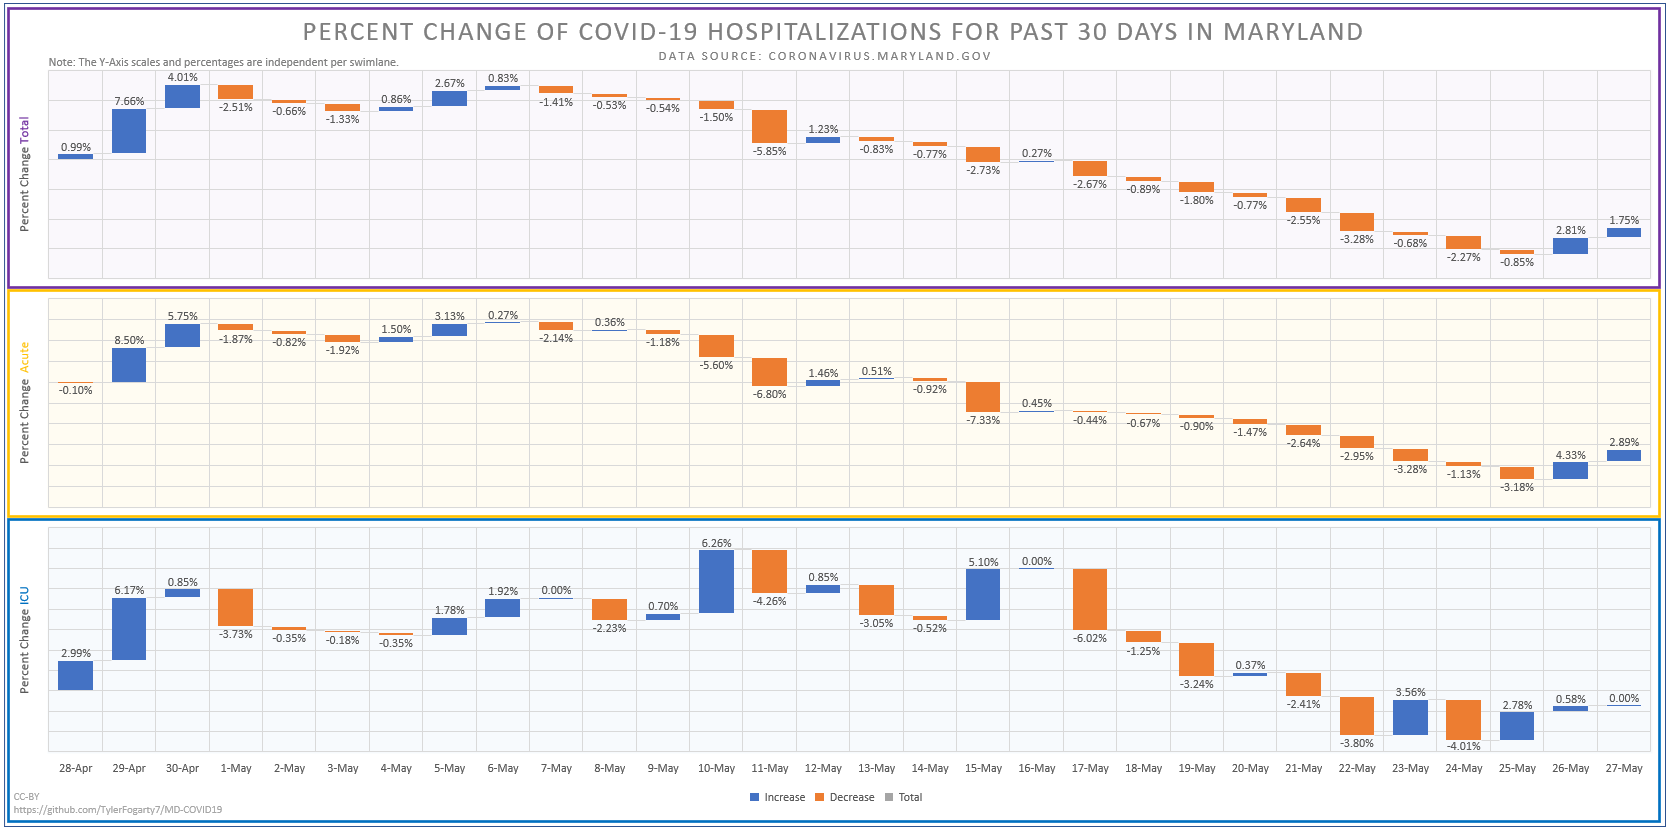 PERCENT CHANGE OF COVID-19 HOSPITALIZATIONS FOR PAST 30 DAYS IN MARYLAND
DATA SOURCE: CORONAVIRUS.MARYLAND.GOV
Note: The Y-Axis scales and percentages are independent per swimlane.
Percent Change Total
0.99% 7.66% 4.01% -2.51% -0.66% -1.33% 0.86% 2.67% 0.83% -1.41% -0.53% -0.54% -1.50% -5.85% 1.23% -0.83% -0.77% -2.73% 0.27% -2.67% -0.89% -1.80% -0.77% -2.55% -3.28% -0.68% -2.27% -0.85% 2.81% 1.75%
Percent Change Acute
-0.10% 8.50% 5.75% -1.87% -0.82% -1.92% 1.50% 3.13% 0.27% -2.14% 0.36% -1.18% -5.60% -6.80% 1.46% 0.51% -0.92% -7.33% 0.45% -0.44% -0.67% -0.90% -1.47% -2.64% -2.95% -3.28% -1.13% -3.18% 4.33% 2.89%
Percent Change ICU
2.99% 6.17% 0.85% -3.73% -0.35% -0.18% -0.35% 1.78% 1.92% 0.00% -2.23% 0.70% 6.26% -4.26% 0.85% -3.05% -0.52% 5.10% 0.00% -6.02% -1.25% -3.24% 0.37% -2.41% -3.80% 3.56% -4.01% 2.78% 0.58% 0.00%
28-Apr 29-Apr 30-Apr 1-May 2-May 3-May 4-May 5-May 6-May 7-May 8-May 9-May 10-May 11-May 12-May 13-May 14-May 15-May 16-May 17-May 18-May 19-May 20-May 21-May 22-May 23-May 24-May 25-May 26-May 27-May
Increase Decrease Total
CC-BY
https://github.com/TylerFogarty7/MD-COVID19